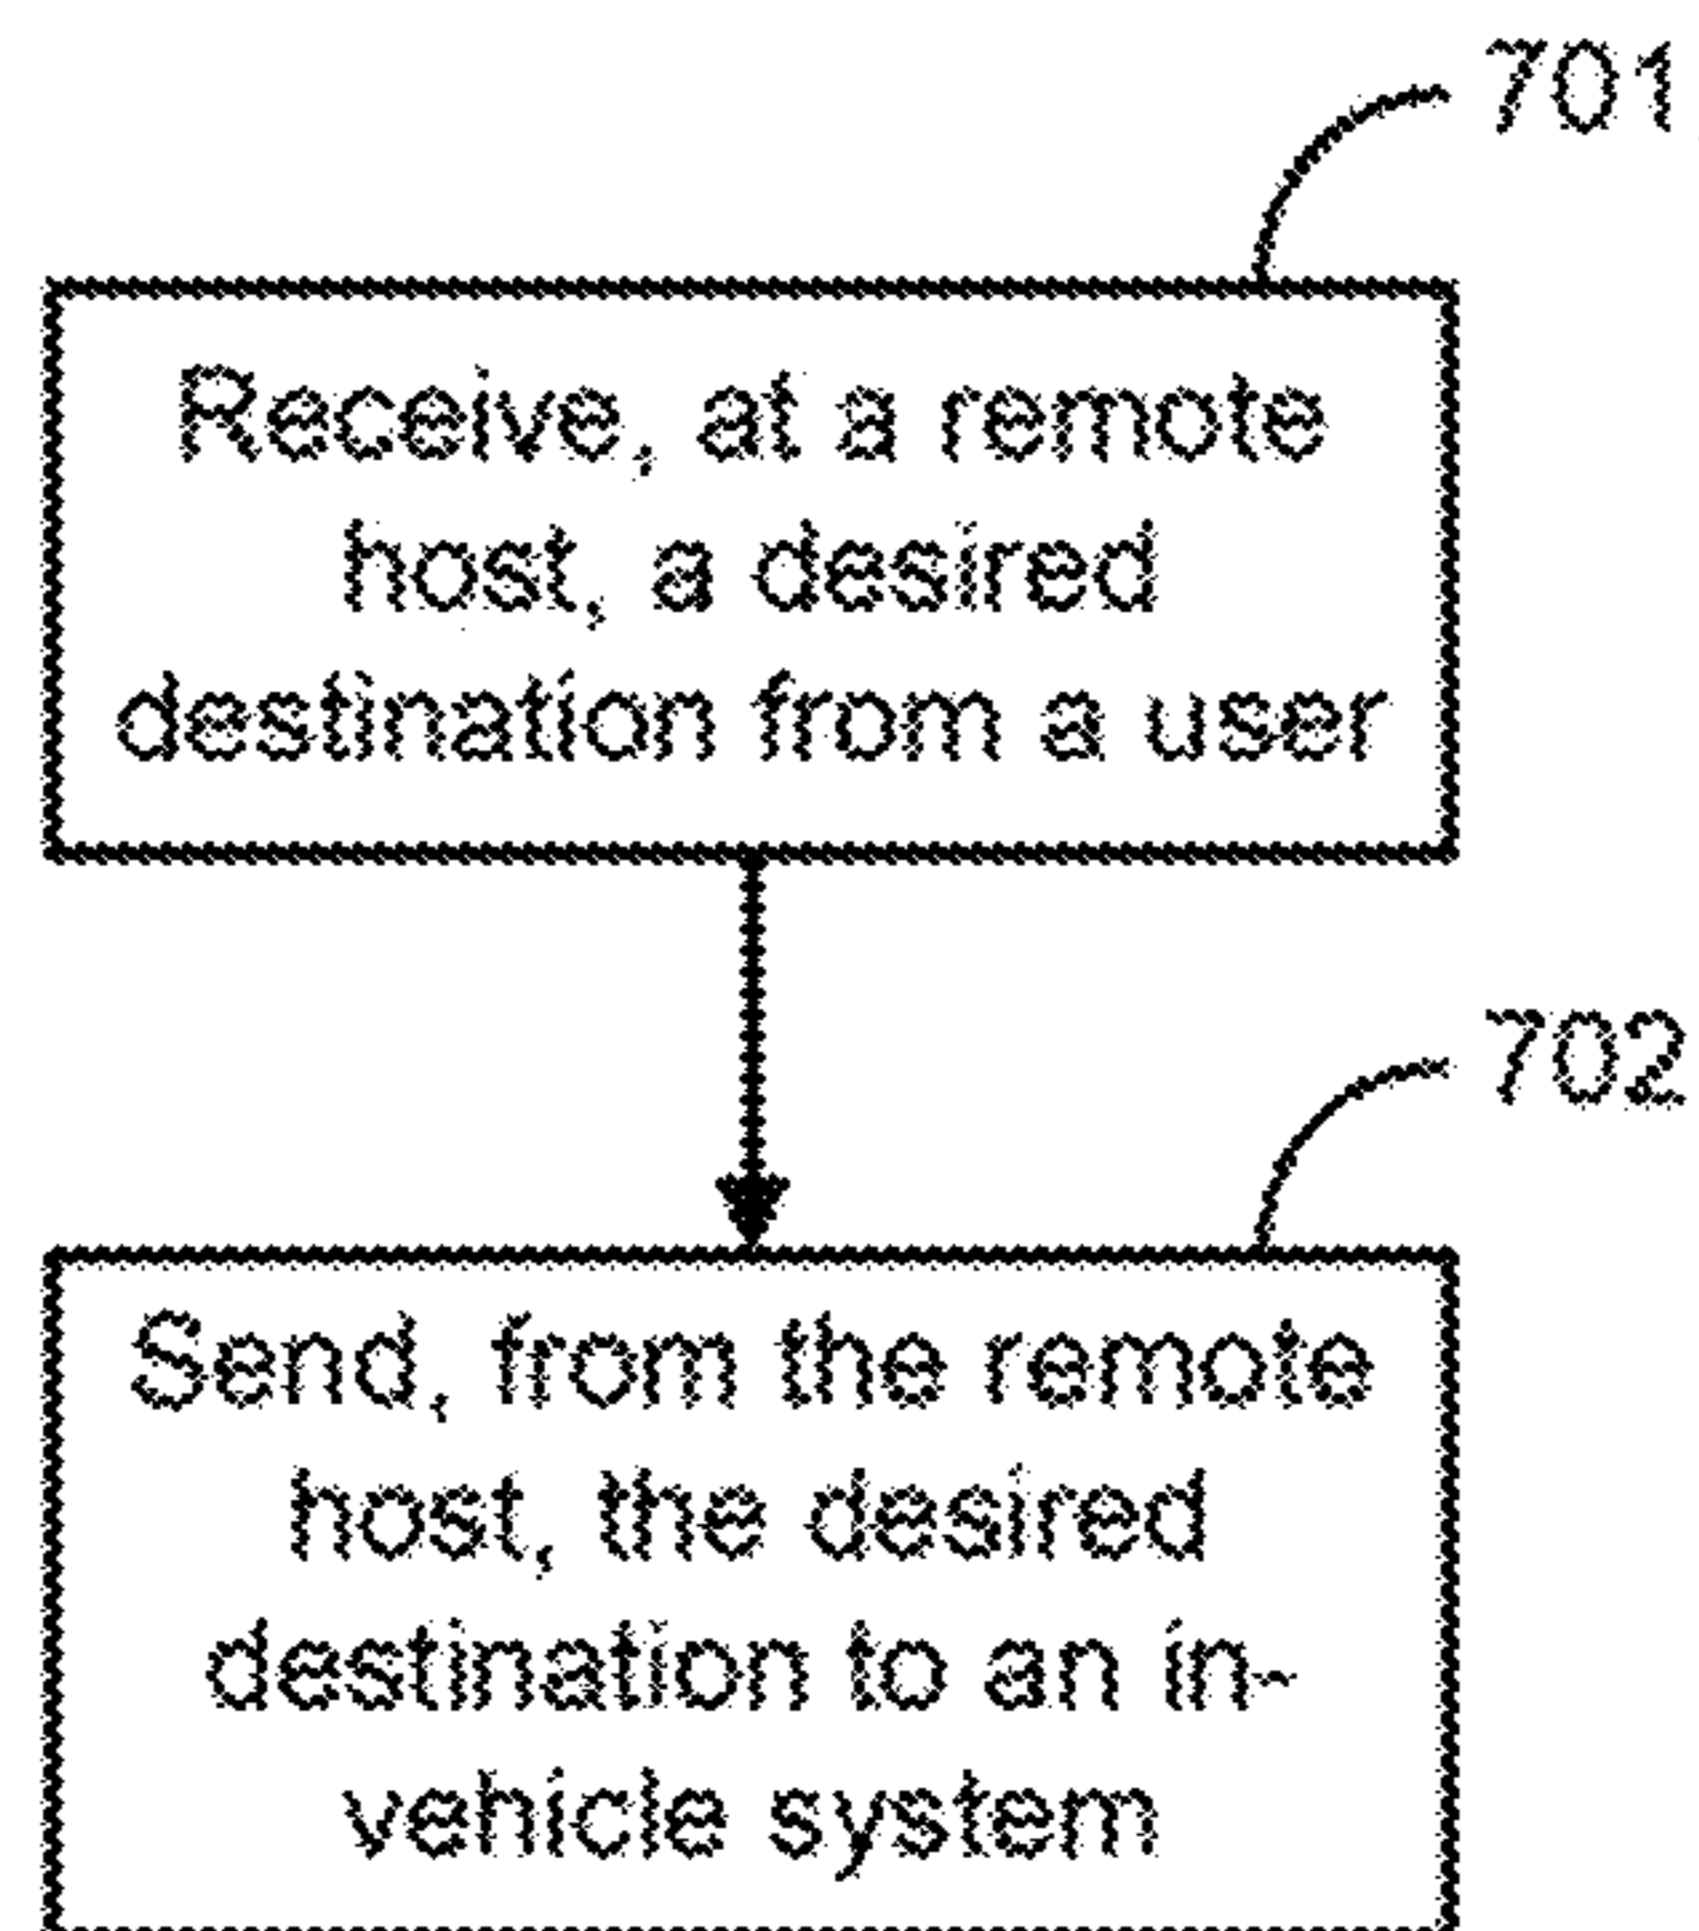 701
Receive, at a remote
host, a desired
destination from a user
702
Send, from the remote
host, the desired
destination to an in-
vehicle system